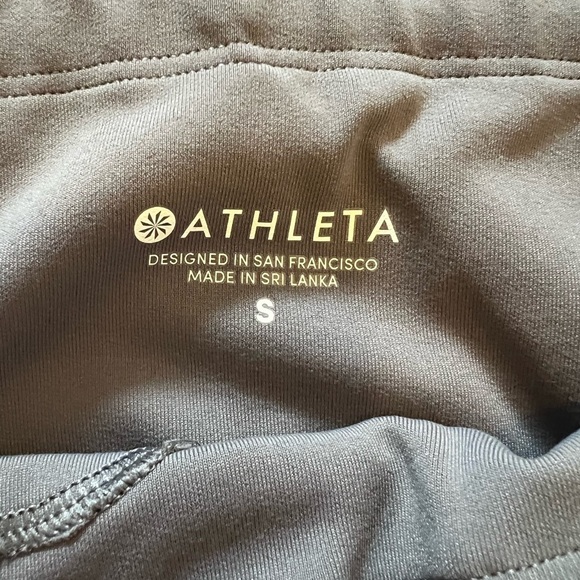 ATHLETA
DESIGNED IN SAN FRANCISCO
MADE IN SRI LANKA
S